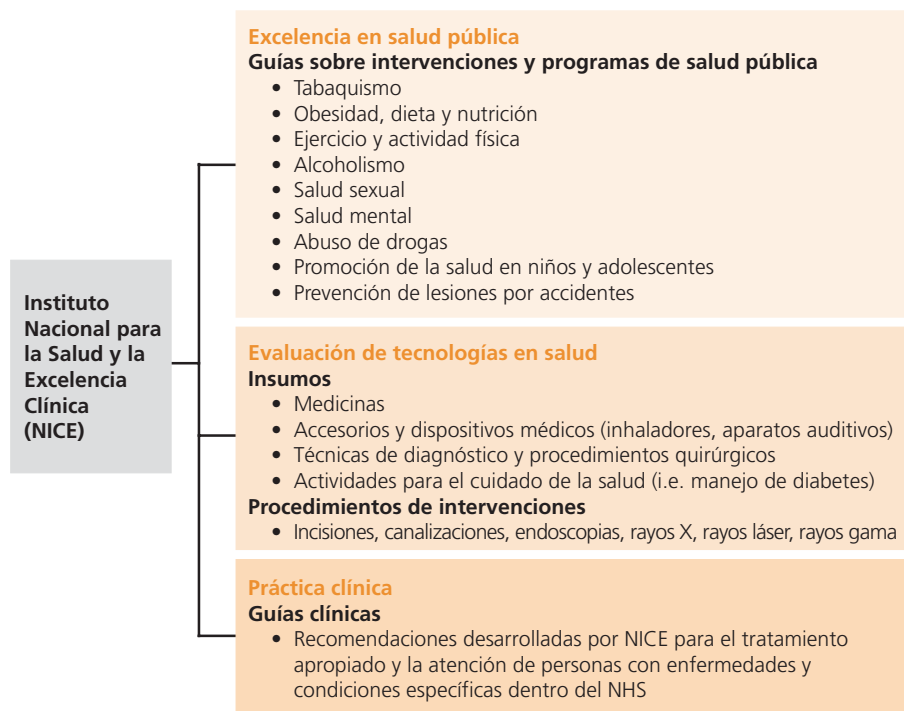 Excelencia en salud pública
Guías sobre intervenciones y programas de salud pública
• Tabaquismo
• Obesidad, dieta y nutrición
• Ejercicio y actividad física
• Alcoholismo
• Salud sexual
• Salud mental
• Abuso de drogas
• Promoción de la salud en niños y adolescentes
• Prevención de lesiones por accidentes
Instituto
Nacional para
la Salud y la
Excelencia
Clínica
(NICE)
Evaluación de tecnologías en salud
Insumos
• Medicinas
• Accesorios y dispositivos médicos (inhaladores, aparatos auditivos)
• Técnicas de diagnóstico y procedimientos quirúrgicos
• Actividades para el cuidado de la salud (i.e. manejo de diabetes)
Procedimientos de intervenciones
• Incisiones, canalizaciones, endoscopias, rayos X, rayos láser, rayos gama
Práctica clínica
Guías clínicas
• Recomendaciones desarrolladas por NICE para el tratamiento
apropiado y la atención de personas con enfermedades y
condiciones específicas dentro del NHS